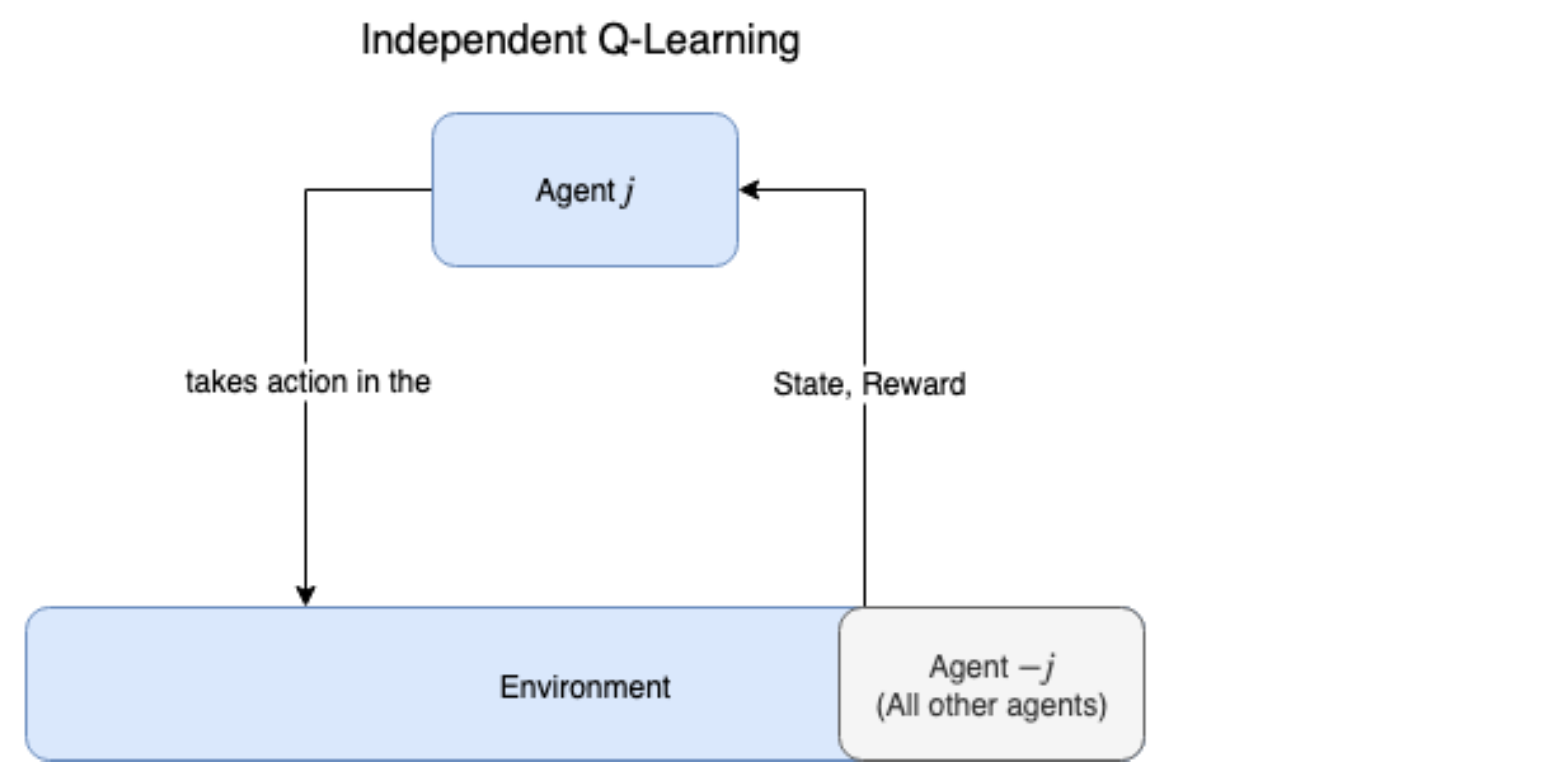 Independent Q-Learning
Agent j
takes action in the
State, Reward
Environment
Agent −j
(All other agents)